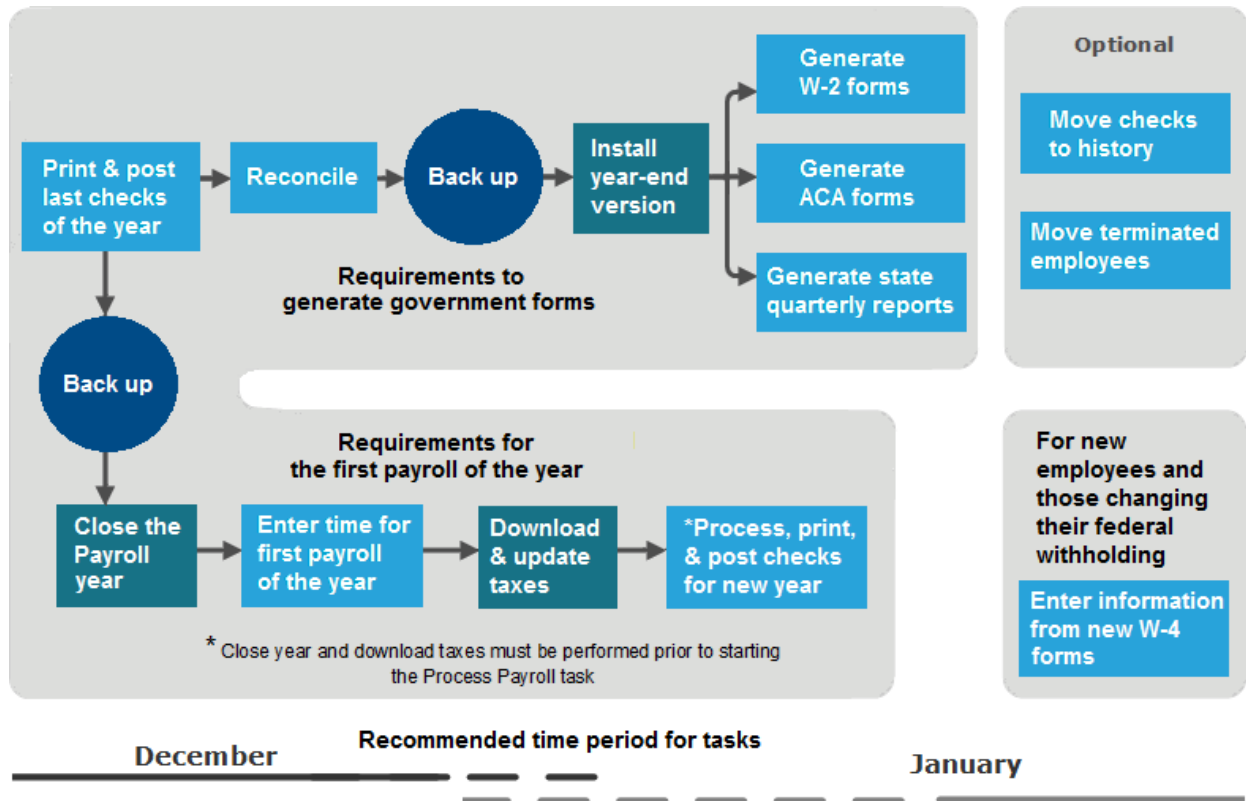 Print & post
last checks
of the year
Reconcile
Back up
Install
year-end
version
Generate
W-2 forms
Generate
ACA forms
Generate state
quarterly reports
Requirements to
generate government forms
Optional
Move checks
to history
Move terminated
employees
Back up
Requirements for
the first payroll of the year
Close the
Payroll
year
Enter time for
first payroll
of the year
Download
& update
taxes
*Process, print,
& post checks
for new year
* Close year and download taxes must be performed prior to starting
the Process Payroll task
For new
employees and
those changing
their federal
withholding
Enter information
from new W-4
forms
Recommended time period for tasks
December
January